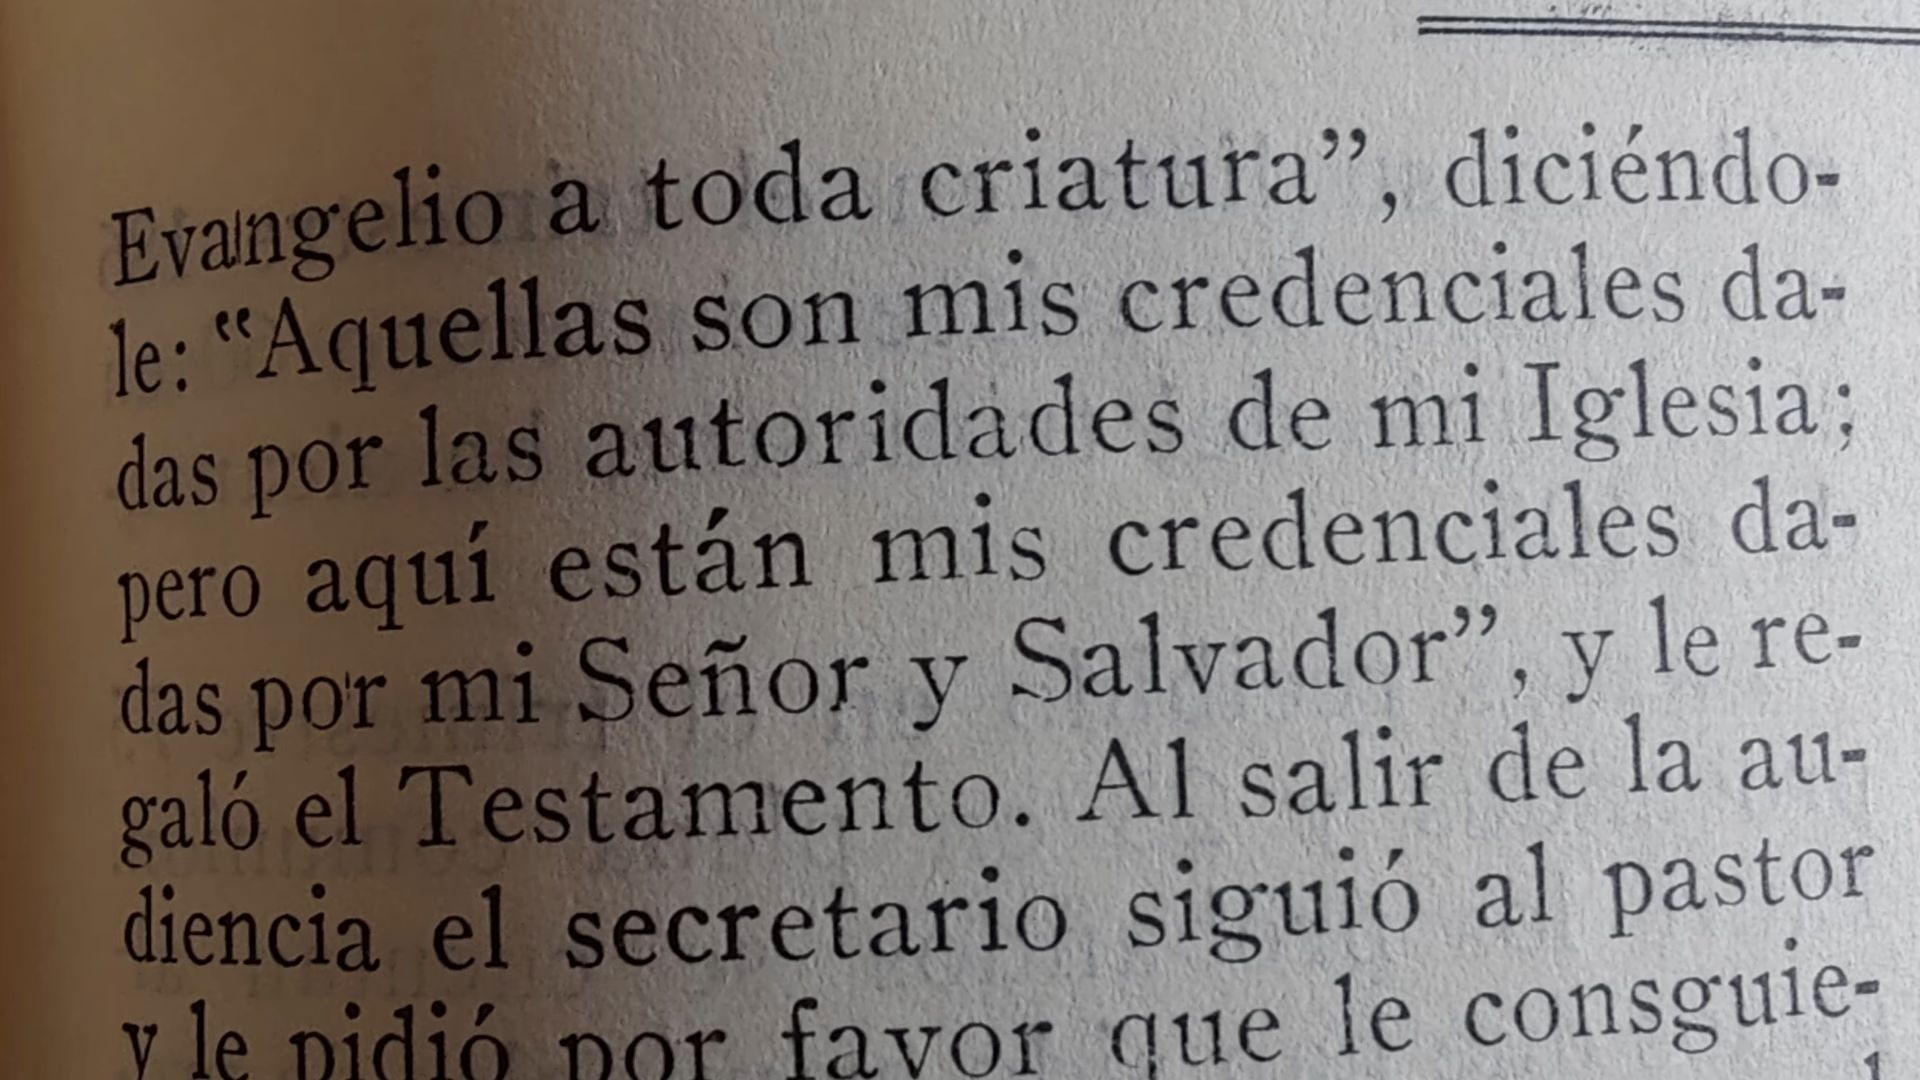 Evangelio a toda criatura”, diciéndo-
le: “Aquellas son mis credenciales da-
das por las autoridades de mi Iglesia;
pero aquí están mis credenciales da-
das por mi Señor y Salvador”, y le re-
galó el Testamento. Al salir de la au-
diencia el secretario siguió al pastor
y le pidió por favor que le consguie-